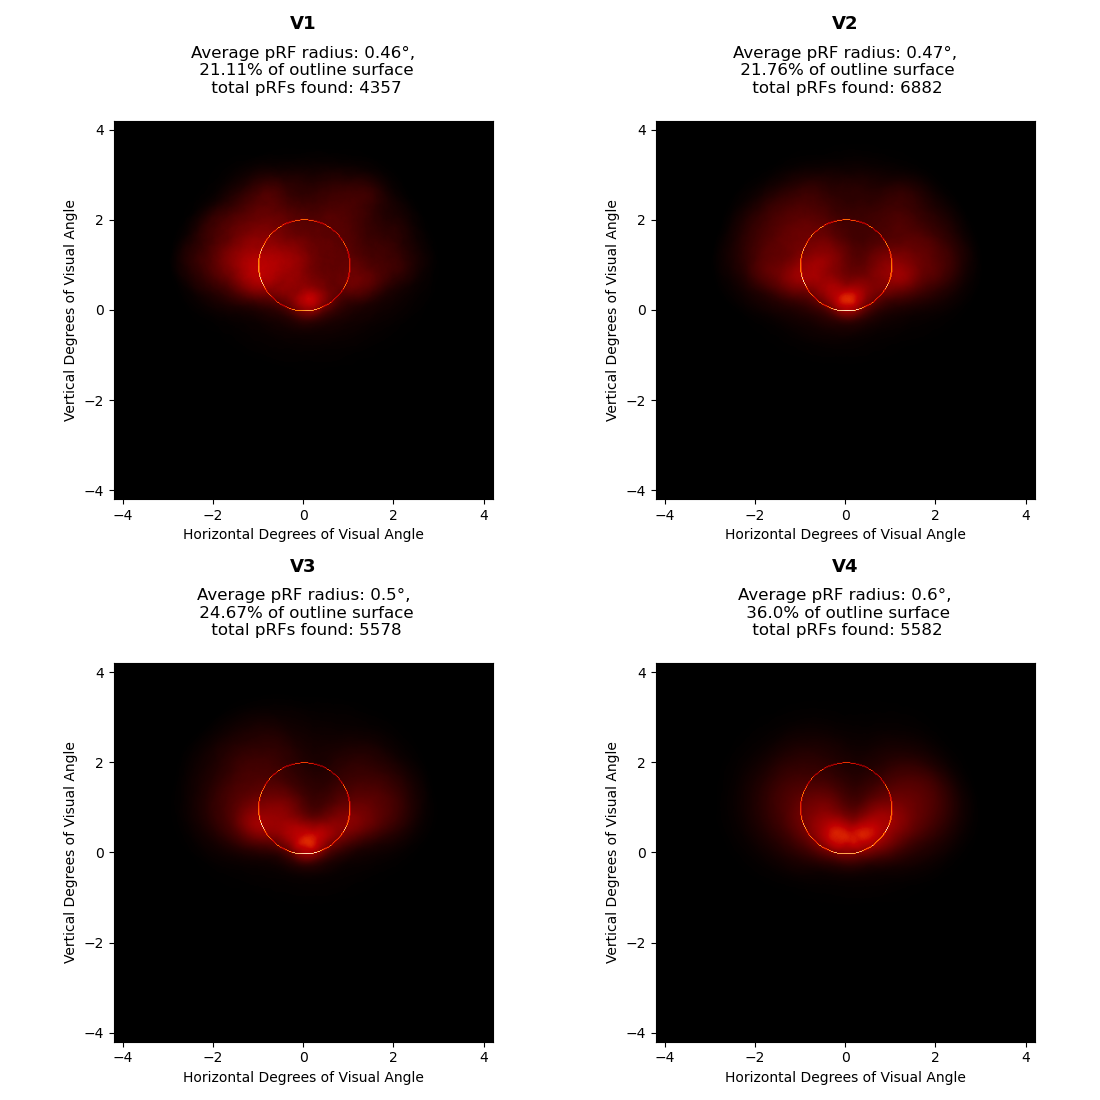 V1
Average pRF radius: 0.46°,
21.11% of outline surface
total pRFs found: 4357
4
2
0
−2
−4
Vertical Degrees of Visual Angle
−4 −2 0 2 4
Horizontal Degrees of Visual Angle
V2
Average pRF radius: 0.47°,
21.76% of outline surface
total pRFs found: 6882
4
2
0
−2
−4
Vertical Degrees of Visual Angle
−4 −2 0 2 4
Horizontal Degrees of Visual Angle
V3
Average pRF radius: 0.5°,
24.67% of outline surface
total pRFs found: 5578
4
2
0
−2
−4
Vertical Degrees of Visual Angle
−4 −2 0 2 4
Horizontal Degrees of Visual Angle
V4
Average pRF radius: 0.6°,
36.0% of outline surface
total pRFs found: 5582
4
2
0
−2
−4
Vertical Degrees of Visual Angle
−4 −2 0 2 4
Horizontal Degrees of Visual Angle